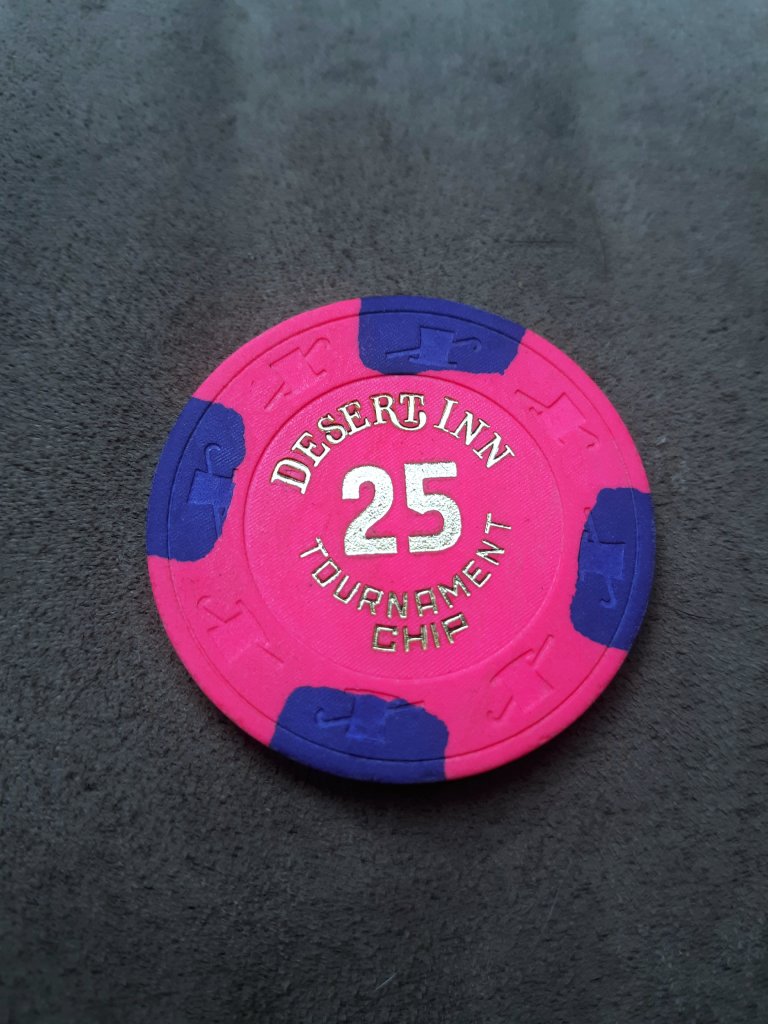 DESERT INN
25
TOURNAMENT
CHIP